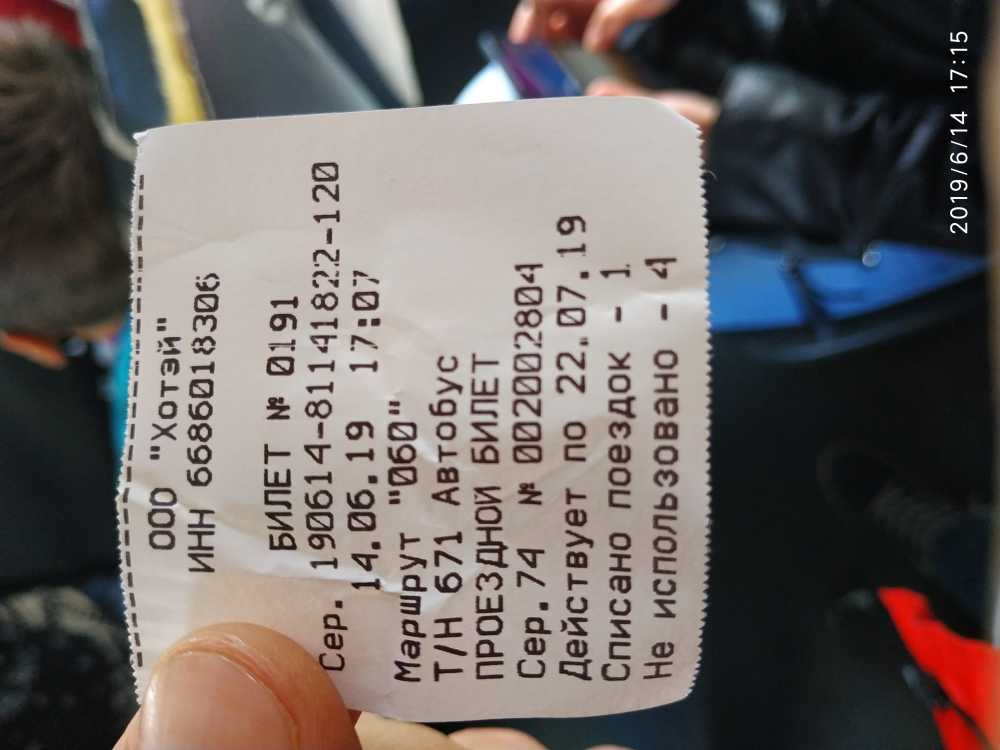 ООО "Хотэй"
ИНН 6686018306
БИЛЕТ № 0191
Сер. 190614-81141822-120
14.06.19 17:07
Маршрут "060"
Т/Н 671 Автобус
ПРОЕЗДНОЙ БИЛЕТ
Сер.74 № 002002804
Действует по 22.07.19
Списано поездок - 1
Не использовано - 4
2019/6/14 17:15